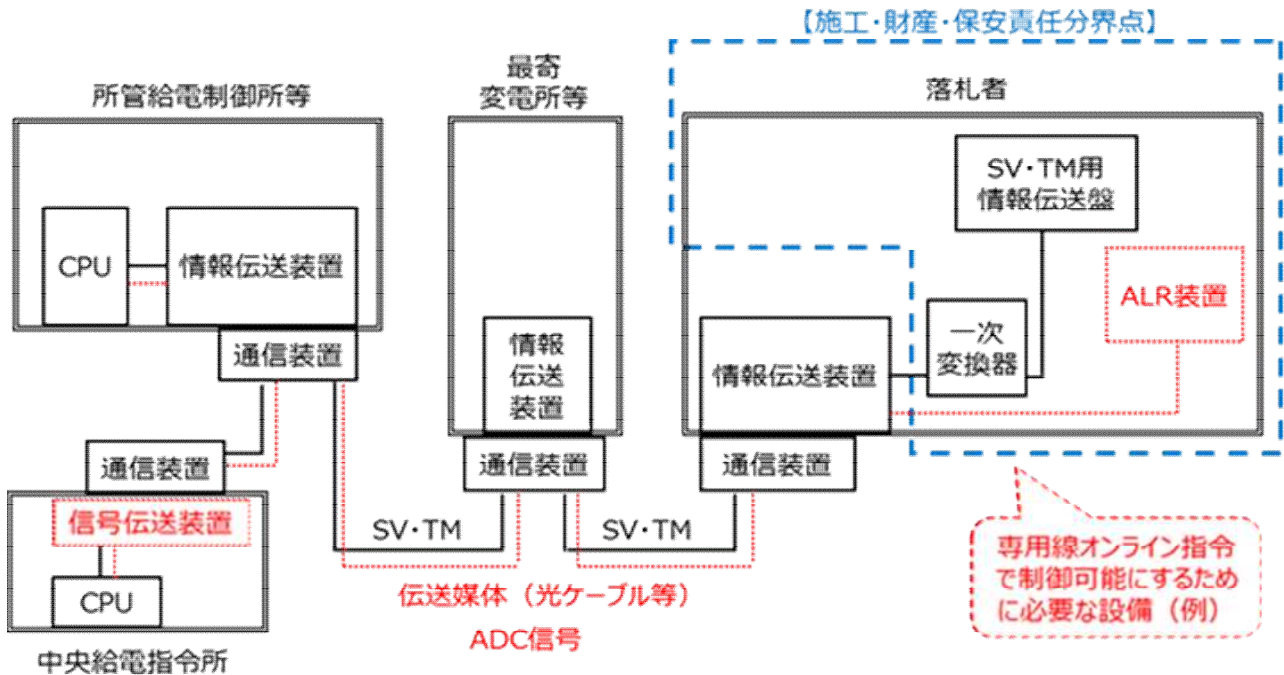 【施工・財産・保安責任分界点】
所管給電制御所等
最寄
変電所等
落札者
CPU
情報伝送装置
通信装置
情報
伝送
装置
通信装置
SV・TM用
情報伝送盤
ALR装置
一次
変換器
情報伝送装置
通信装置
通信装置
信号伝送装置
CPU
中央給電指令所
SV・TM
SV・TM
伝送媒体（光ケーブル等）
ADC信号
専用線オンライン指令
で制御可能にするため
に必要な設備（例）